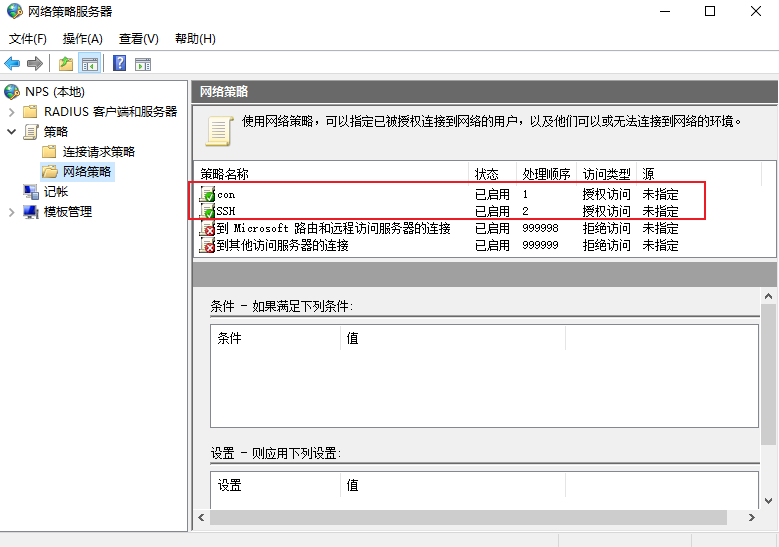 网络策略服务器
文件(F) 操作(A) 查看(V) 帮助(H)
NPS (本地)
RADIUS 客户端和服务器
策略
连接请求策略
网络策略
记帐
模板管理
网络策略
使用网络策略，可以指定已被授权连接到网络的用户，以及他们可以或无法连接到网络的环境。
策略名称 状态 处理顺序 访问类型 源
con 已启用 1 授权访问 未指定
SSH 已启用 2 授权访问 未指定
到 Microsoft 路由和远程访问服务器的连接 已启用 999998 拒绝访问 未指定
到其他访问服务器的连接 已启用 999999 拒绝访问 未指定
条件 - 如果满足下列条件:
条件 值
设置 - 则应用下列设置:
设置 值